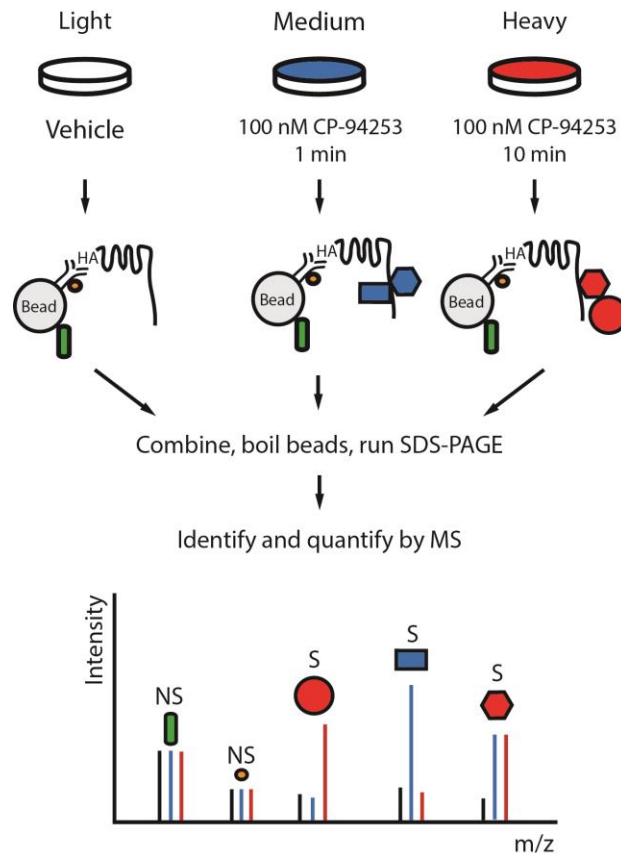 Light
Medium
Heavy
Vehicle
100 nM CP-94253
1 min
100 nM CP-94253
10 min
HA
Bead
HA
Bead
HA
Bead
Combine, boil beads, run SDS-PAGE
Identify and quantify by MS
Intensity
NS
NS
S
S
S
m/z